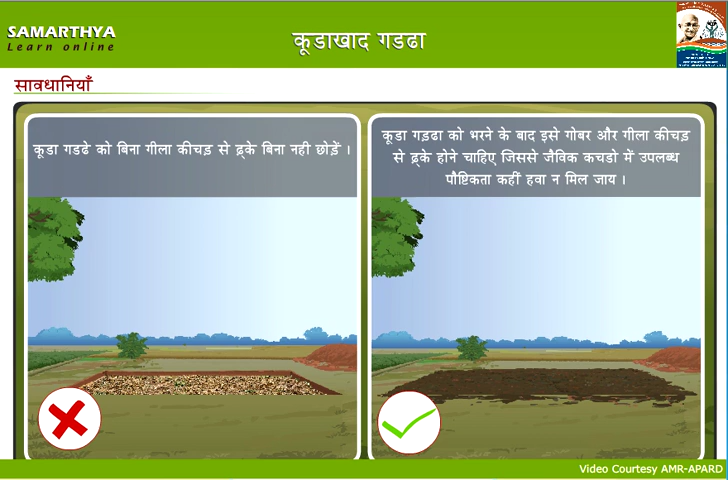 SAMARTHYA
Learn online
कूडाखाद गडढा
सावधानियाँ
कूडा गडढे को बिना गीला कीचड़ से ढ़्के बिना नही छोड़ें ।
कूडा गड़ढा को भरने के बाद इसे गोबर और गीला कीचड़
से ढ़्के होने चाहिए जिससे जैविक कचडो में उपलब्ध
पौष्टिकता कहीं हवा न मिल जाय ।
Video Courtesy AMR-APARD